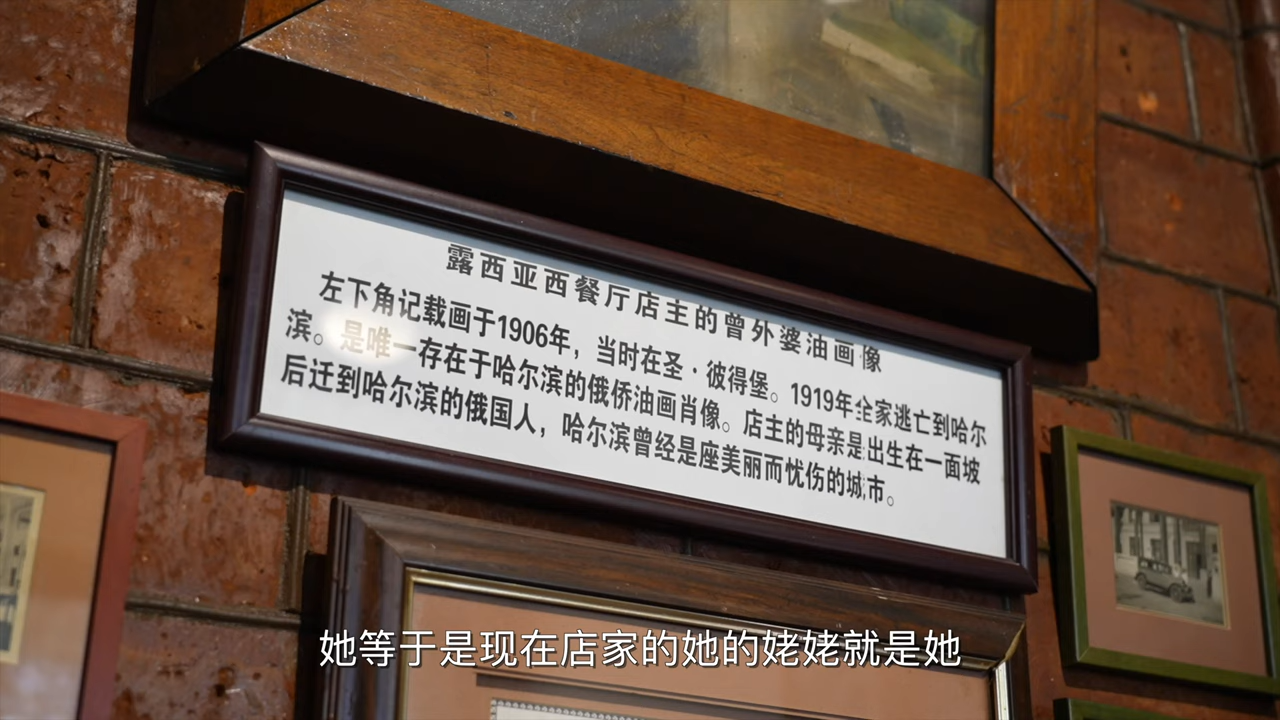 露西亚西餐厅店主的曾外婆油画像
左下角记载画于1906年，当时在圣·彼得堡。1919年全家逃亡到哈尔
滨。是唯一存在于哈尔滨的俄侨油画肖像。店主的母亲是出生在一面坡
后迁到哈尔滨的俄国人，哈尔滨曾经是座美丽而忧伤的城市。
她等于是现在店家的她的姥姥就是她